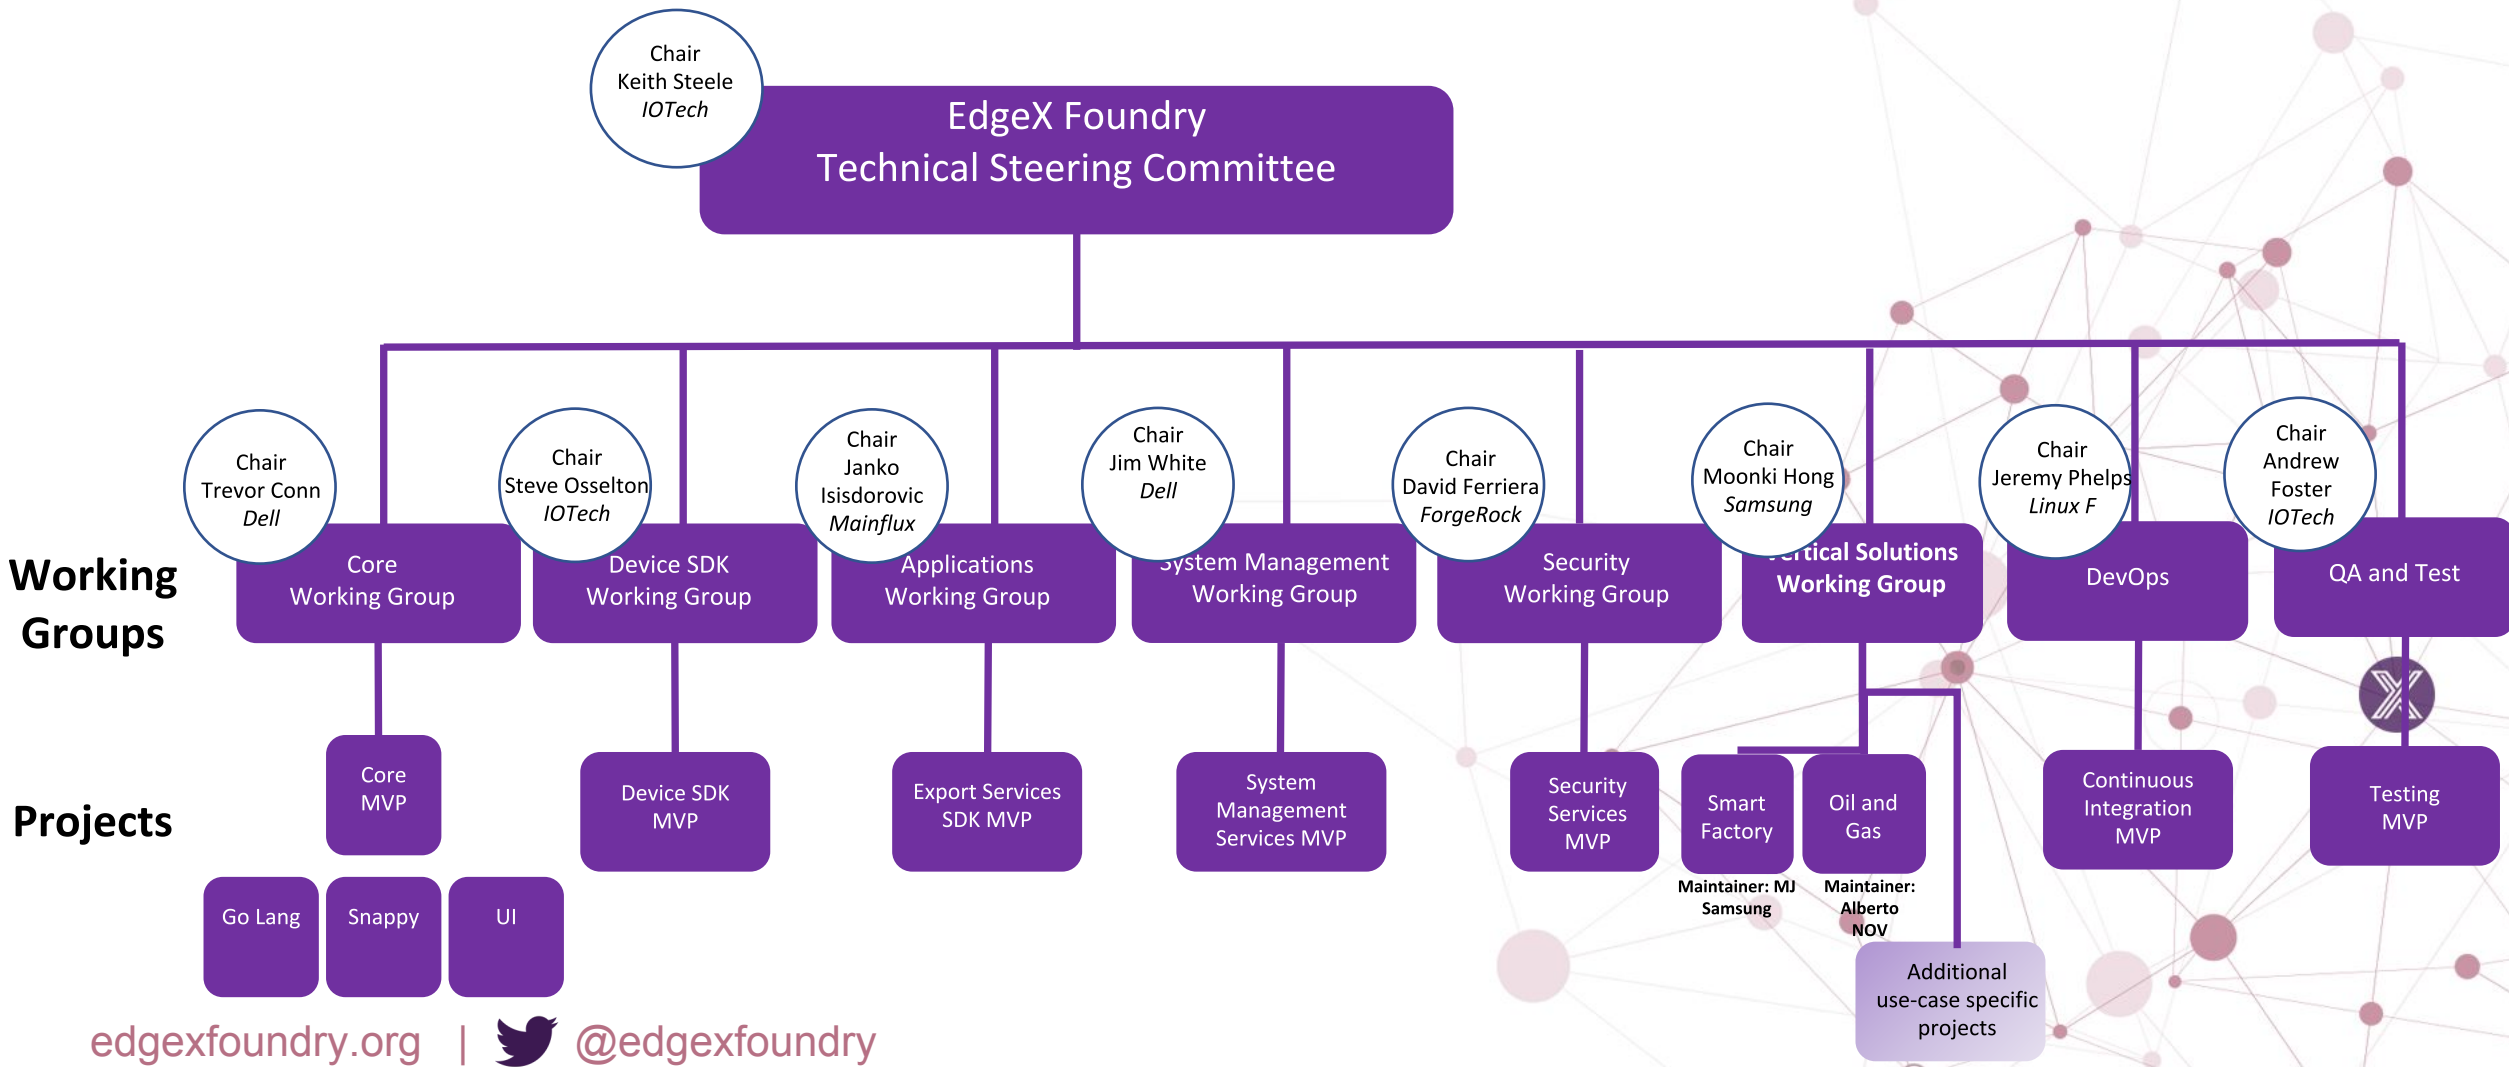 Chair
Keith Steele
IOTech
EdgeX Foundry
Technical Steering Committee
Chair
Trevor Conn
Dell
Chair
Steve Osselton
IOTech
Chair
Janko
Isisdorovic
Mainflux
Chair
Jim White
Dell
Chair
David Ferriera
ForgeRock
Chair
Moonki Hong
Samsung
Chair
Jeremy Phelps
Linux F
Chair
Andrew
Foster
IOTech
Working
Groups
Core
Working Group
Device SDK
Working Group
Applications
Working Group
System Management
Working Group
Security
Working Group
Vertical Solutions
Working Group
DevOps
QA and Test
Projects
Core
MVP
Device SDK
MVP
Export Services
SDK MVP
System
Management
Services MVP
Security
Services
MVP
Smart
Factory
Oil and
Gas
Continuous
Integration
MVP
Testing
MVP
Maintainer: MJ
Samsung
Maintainer:
Alberto
NOV
Go Lang
Snappy
UI
Additional
use-case specific
projects
edgexfoundry.org | @edgexfoundry